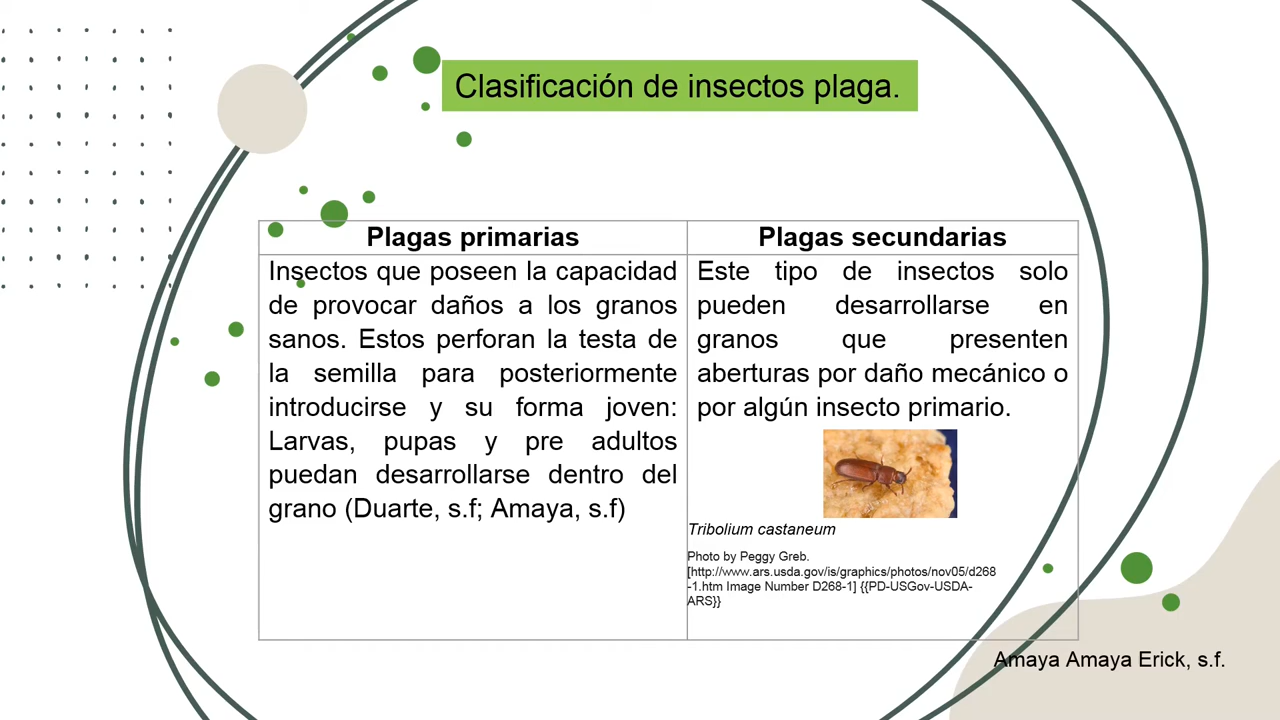 Clasificación de insectos plaga.
Plagas primarias
Insectos que poseen la capacidad
de provocar daños a los granos
sanos. Estos perforan la testa de
la semilla para posteriormente
introducirse y su forma joven:
Larvas, pupas y pre adultos
puedan desarrollarse dentro del
grano (Duarte, s.f; Amaya, s.f)
Plagas secundarias
Este tipo de insectos solo
pueden desarrollarse en
granos que presenten
aberturas por daño mecánico o
por algún insecto primario.
Tribolium castaneum
Photo by Peggy Greb.
[http://www.ars.usda.gov/is/graphics/photos/nov05/d268
-1.htm Image Number D268-1] {{PD-USGov-USDA-
ARS}}
Amaya Amaya Erick, s.f.